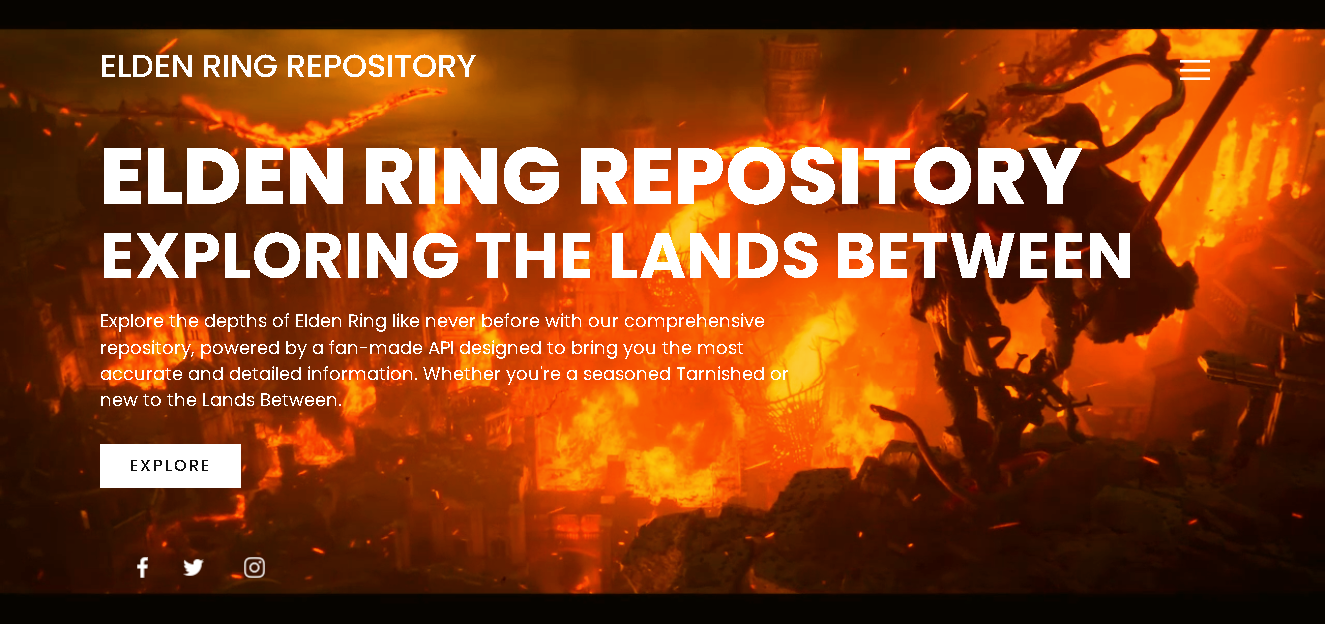 ELDEN RING REPOSITORY
ELDEN RING REPOSITORY
EXPLORING THE LANDS BETWEEN
Explore the depths of Elden Ring like never before with our comprehensive
repository, powered by a fan-made API designed to bring you the most
accurate and detailed information. Whether you're a seasoned Tarnished or
new to the Lands Between.
EXPLORE